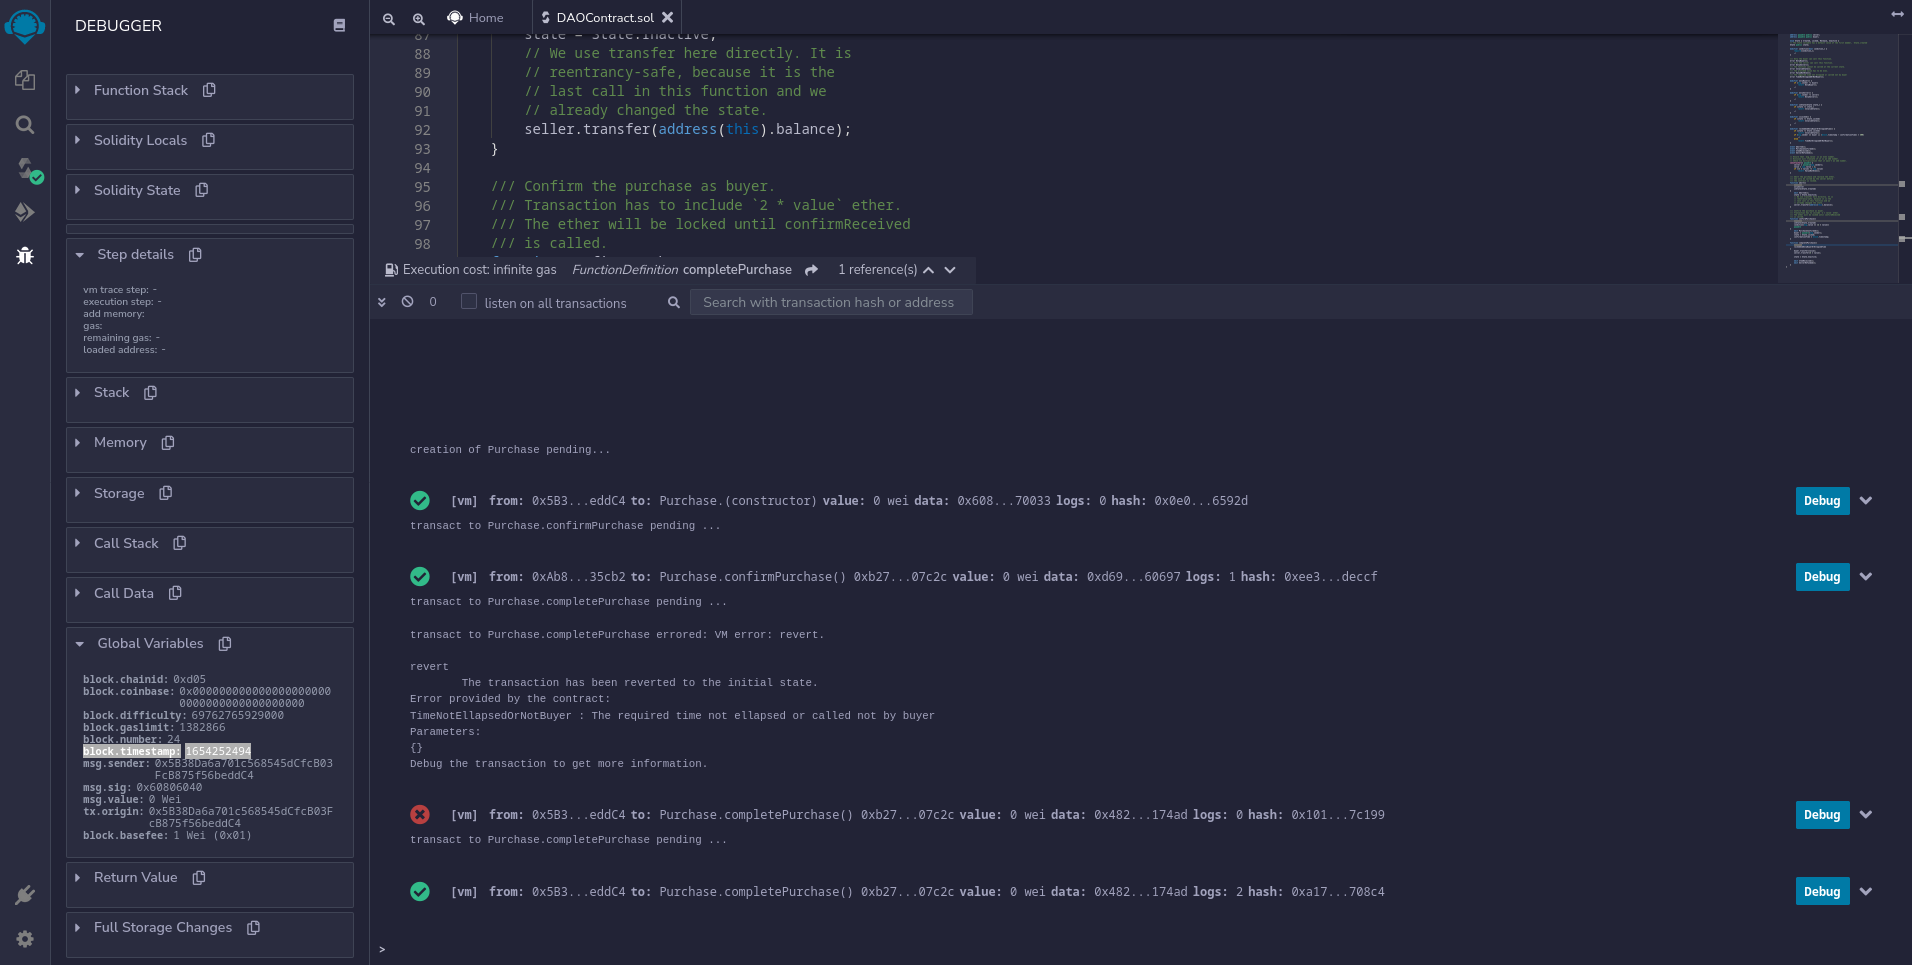 DEBUGGER
Function Stack
Solidity Locals
Solidity State
Step details
vm trace step: -
execution step: -
add memory:
gas:
remaining gas: -
loaded address: -
Stack
Memory
Storage
Call Stack
Call Data
Global Variables
block.chainid: 0xd05
block.coinbase: 0x00000000000000000000000
00000000000000000
block.difficulty: 69762765929000
block.gaslimit: 1382866
block.number: 24
block.timestamp: 1654252494
msg.sender: 0x5B38Da6a701c568545dCfcB03
FcB875f56beddC4
msg.sig: 0x60806040
msg.value: 0 Wei
tx.origin: 0x5B38Da6a701c568545dCfcB03F
cB875f56beddC4
block.basefee: 1 Wei (0x01)
Return Value
Full Storage Changes
Home
DAOContract.sol
87 state = State.Inactive;
88 // We use transfer here directly. It is
89 // reentrancy-safe, because it is the
90 // last call in this function and we
91 // already changed the state.
92 seller.transfer(address(this).balance);
93 }
94
95 /// Confirm the purchase as buyer.
96 /// Transaction has to include `2 * value` ether.
97 /// The ether will be locked until confirmReceived
98 /// is called.
Execution cost: infinite gas FunctionDefinition completePurchase 1 reference(s)
0 listen on all transactions Search with transaction hash or address
creation of Purchase pending...
[vm] from: 0x5B3...eddC4 to: Purchase.(constructor) value: 0 wei data: 0x608...70033 logs: 0 hash: 0x0e0...6592d Debug
transact to Purchase.confirmPurchase pending ...
[vm] from: 0xAb8...35cb2 to: Purchase.confirmPurchase() 0xb27...07c2c value: 0 wei data: 0xd69...60697 logs: 1 hash: 0xee3...deccf Debug
transact to Purchase.completePurchase pending ...
transact to Purchase.completePurchase errored: VM error: revert.
revert
The transaction has been reverted to the initial state.
Error provided by the contract:
TimeNotEllapsedOrNotBuyer : The required time not ellapsed or called not by buyer
Parameters:
{}
Debug the transaction to get more information.
[vm] from: 0x5B3...eddC4 to: Purchase.completePurchase() 0xb27...07c2c value: 0 wei data: 0x482...174ad logs: 0 hash: 0x101...7c199 Debug
transact to Purchase.completePurchase pending ...
[vm] from: 0x5B3...eddC4 to: Purchase.completePurchase() 0xb27...07c2c value: 0 wei data: 0x482...174ad logs: 2 hash: 0xa17...708c4 Debug
>